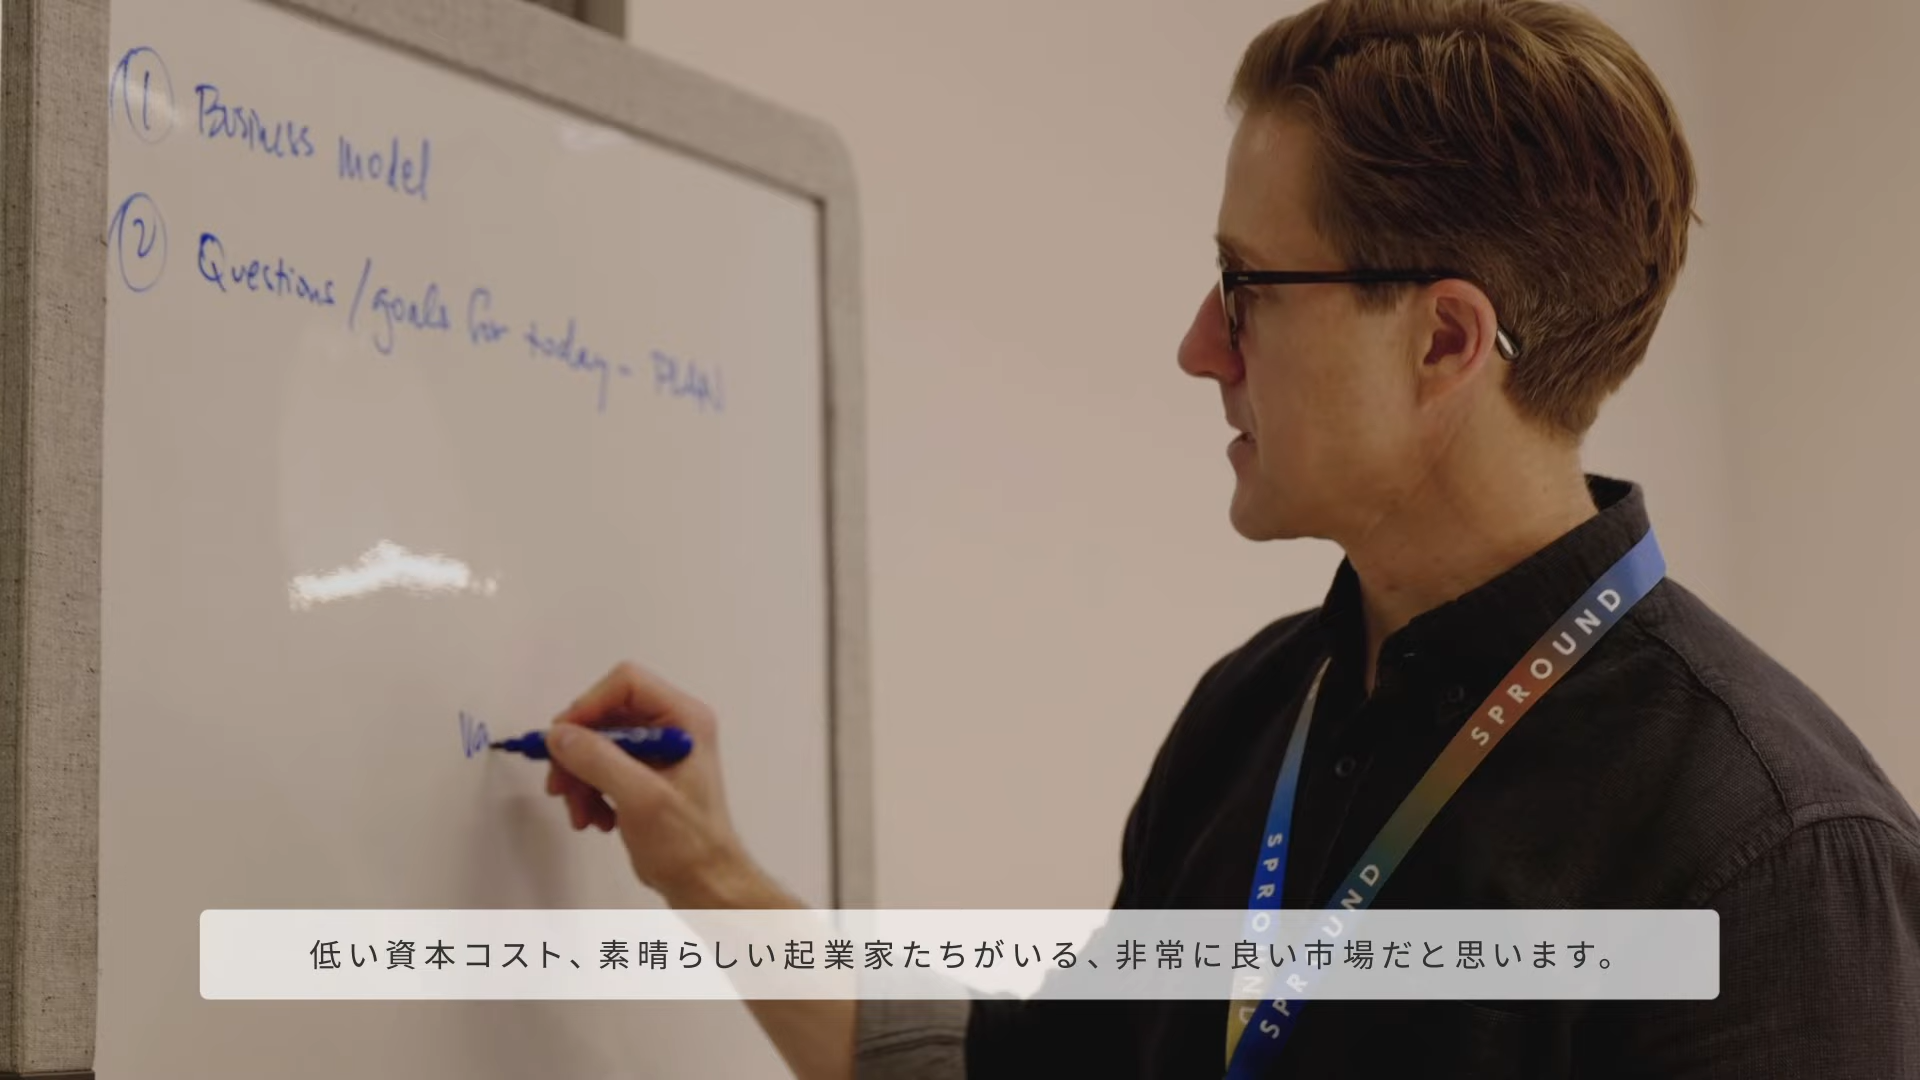 ① Business Model
② Questions / goals for today - PLAN
Va
SPROUND
SPROUND
SPROUND
低い資本コスト、素晴らしい起業家たちがいる、非常に良い市場だと思います。